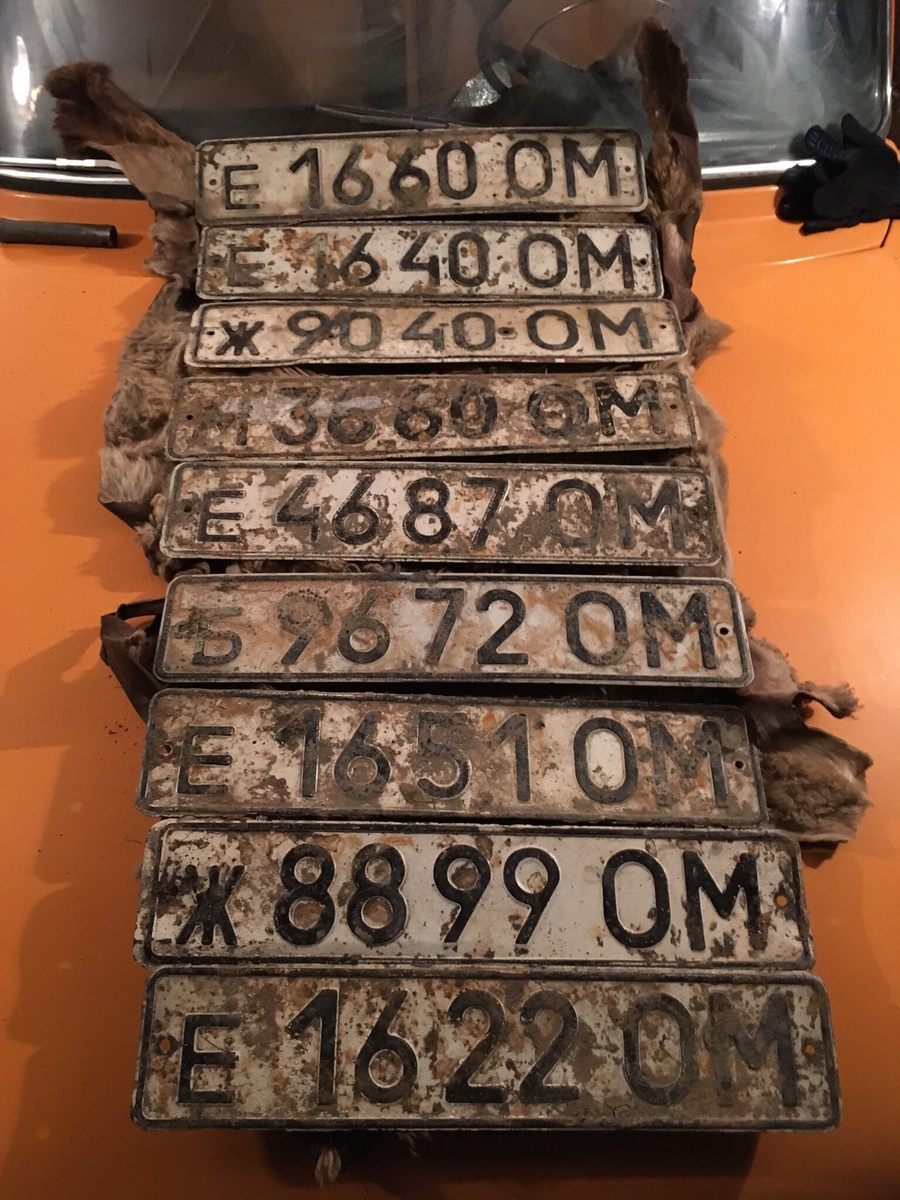 Е 1660 ОМ
Е 1640 ОМ
Ж 9040 ОМ
М 3660 ОМ
Е 4687 ОМ
Б 9672 ОМ
Е 1651 ОМ
Ж 8899 ОМ
Е 1622 ОМ